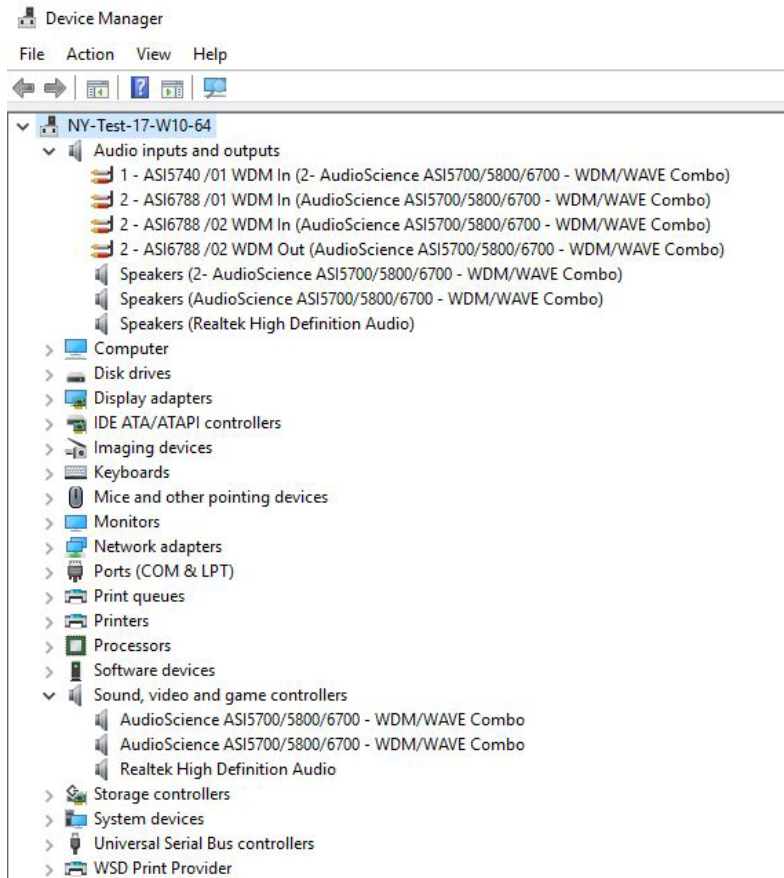 Device Manager
File Action View Help
NY-Test-17-W10-64
Audio inputs and outputs
1 - ASI5740 /01 WDM In (2- AudioScience ASI5700/5800/6700 - WDM/WAVE Combo)
2 - ASI6788 /01 WDM In (AudioScience ASI5700/5800/6700 - WDM/WAVE Combo)
2 - ASI6788 /02 WDM In (AudioScience ASI5700/5800/6700 - WDM/WAVE Combo)
2 - ASI6788 /02 WDM Out (AudioScience ASI5700/5800/6700 - WDM/WAVE Combo)
Speakers (2- AudioScience ASI5700/5800/6700 - WDM/WAVE Combo)
Speakers (AudioScience ASI5700/5800/6700 - WDM/WAVE Combo)
Speakers (Realtek High Definition Audio)
Computer
Disk drives
Display adapters
IDE ATA/ATAPI controllers
Imaging devices
Keyboards
Mice and other pointing devices
Monitors
Network adapters
Ports (COM & LPT)
Print queues
Printers
Processors
Software devices
Sound, video and game controllers
AudioScience ASI5700/5800/6700 - WDM/WAVE Combo
AudioScience ASI5700/5800/6700 - WDM/WAVE Combo
Realtek High Definition Audio
Storage controllers
System devices
Universal Serial Bus controllers
WSD Print Provider